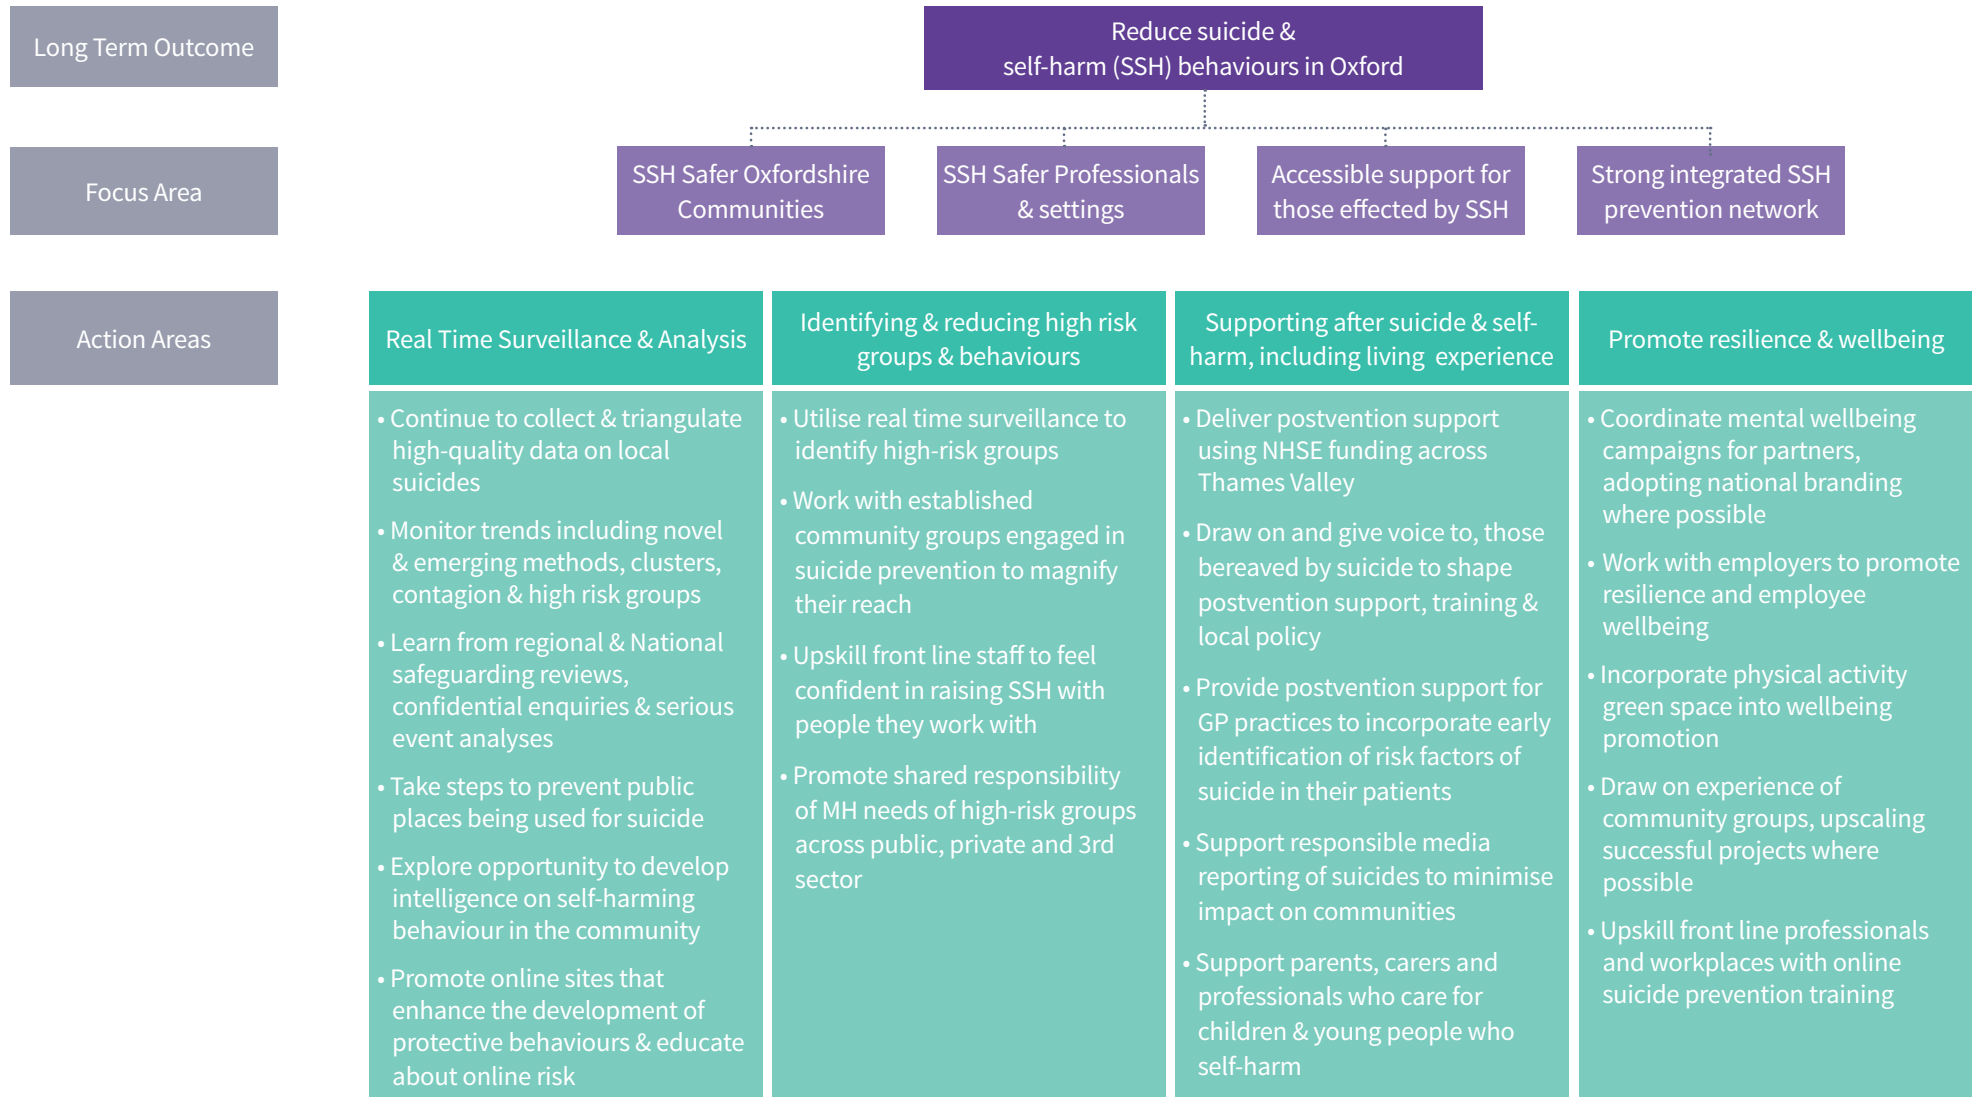 Long Term Outcome
Reduce suicide &
self-harm (SSH) behaviours in Oxford
Focus Area
SSH Safer Oxfordshire
Communities
SSH Safer Professionals
& settings
Accessible support for
those effected by SSH
Strong integrated SSH
prevention network
Action Areas
Real Time Surveillance & Analysis
• Continue to collect & triangulate
high-quality data on local
suicides
• Monitor trends including novel
& emerging methods, clusters,
contagion & high risk groups
• Learn from regional & National
safeguarding reviews,
confidential enquiries & serious
event analyses
• Take steps to prevent public
places being used for suicide
• Explore opportunity to develop
intelligence on self-harming
behaviour in the community
• Promote online sites that
enhance the development of
protective behaviours & educate
about online risk
Identifying & reducing high risk
groups & behaviours
• Utilise real time surveillance to
identify high-risk groups
• Work with established
community groups engaged in
suicide prevention to magnify
their reach
• Upskill front line staff to feel
confident in raising SSH with
people they work with
• Promote shared responsibility
of MH needs of high-risk groups
across public, private and 3rd
sector
Supporting after suicide & self-
harm, including living experience
• Deliver postvention support
using NHSE funding across
Thames Valley
• Draw on and give voice to, those
bereaved by suicide to shape
postvention support, training &
local policy
• Provide postvention support for
GP practices to incorporate early
identification of risk factors of
suicide in their patients
• Support responsible media
reporting of suicides to minimise
impact on communities
• Support parents, carers and
professionals who care for
children & young people who
self-harm
Promote resilience & wellbeing
• Coordinate mental wellbeing
campaigns for partners,
adopting national branding
where possible
• Work with employers to promote
resilience and employee
wellbeing
• Incorporate physical activity
green space into wellbeing
promotion
• Draw on experience of
community groups, upscaling
successful projects where
possible
• Upskill front line professionals
and workplaces with online
suicide prevention training